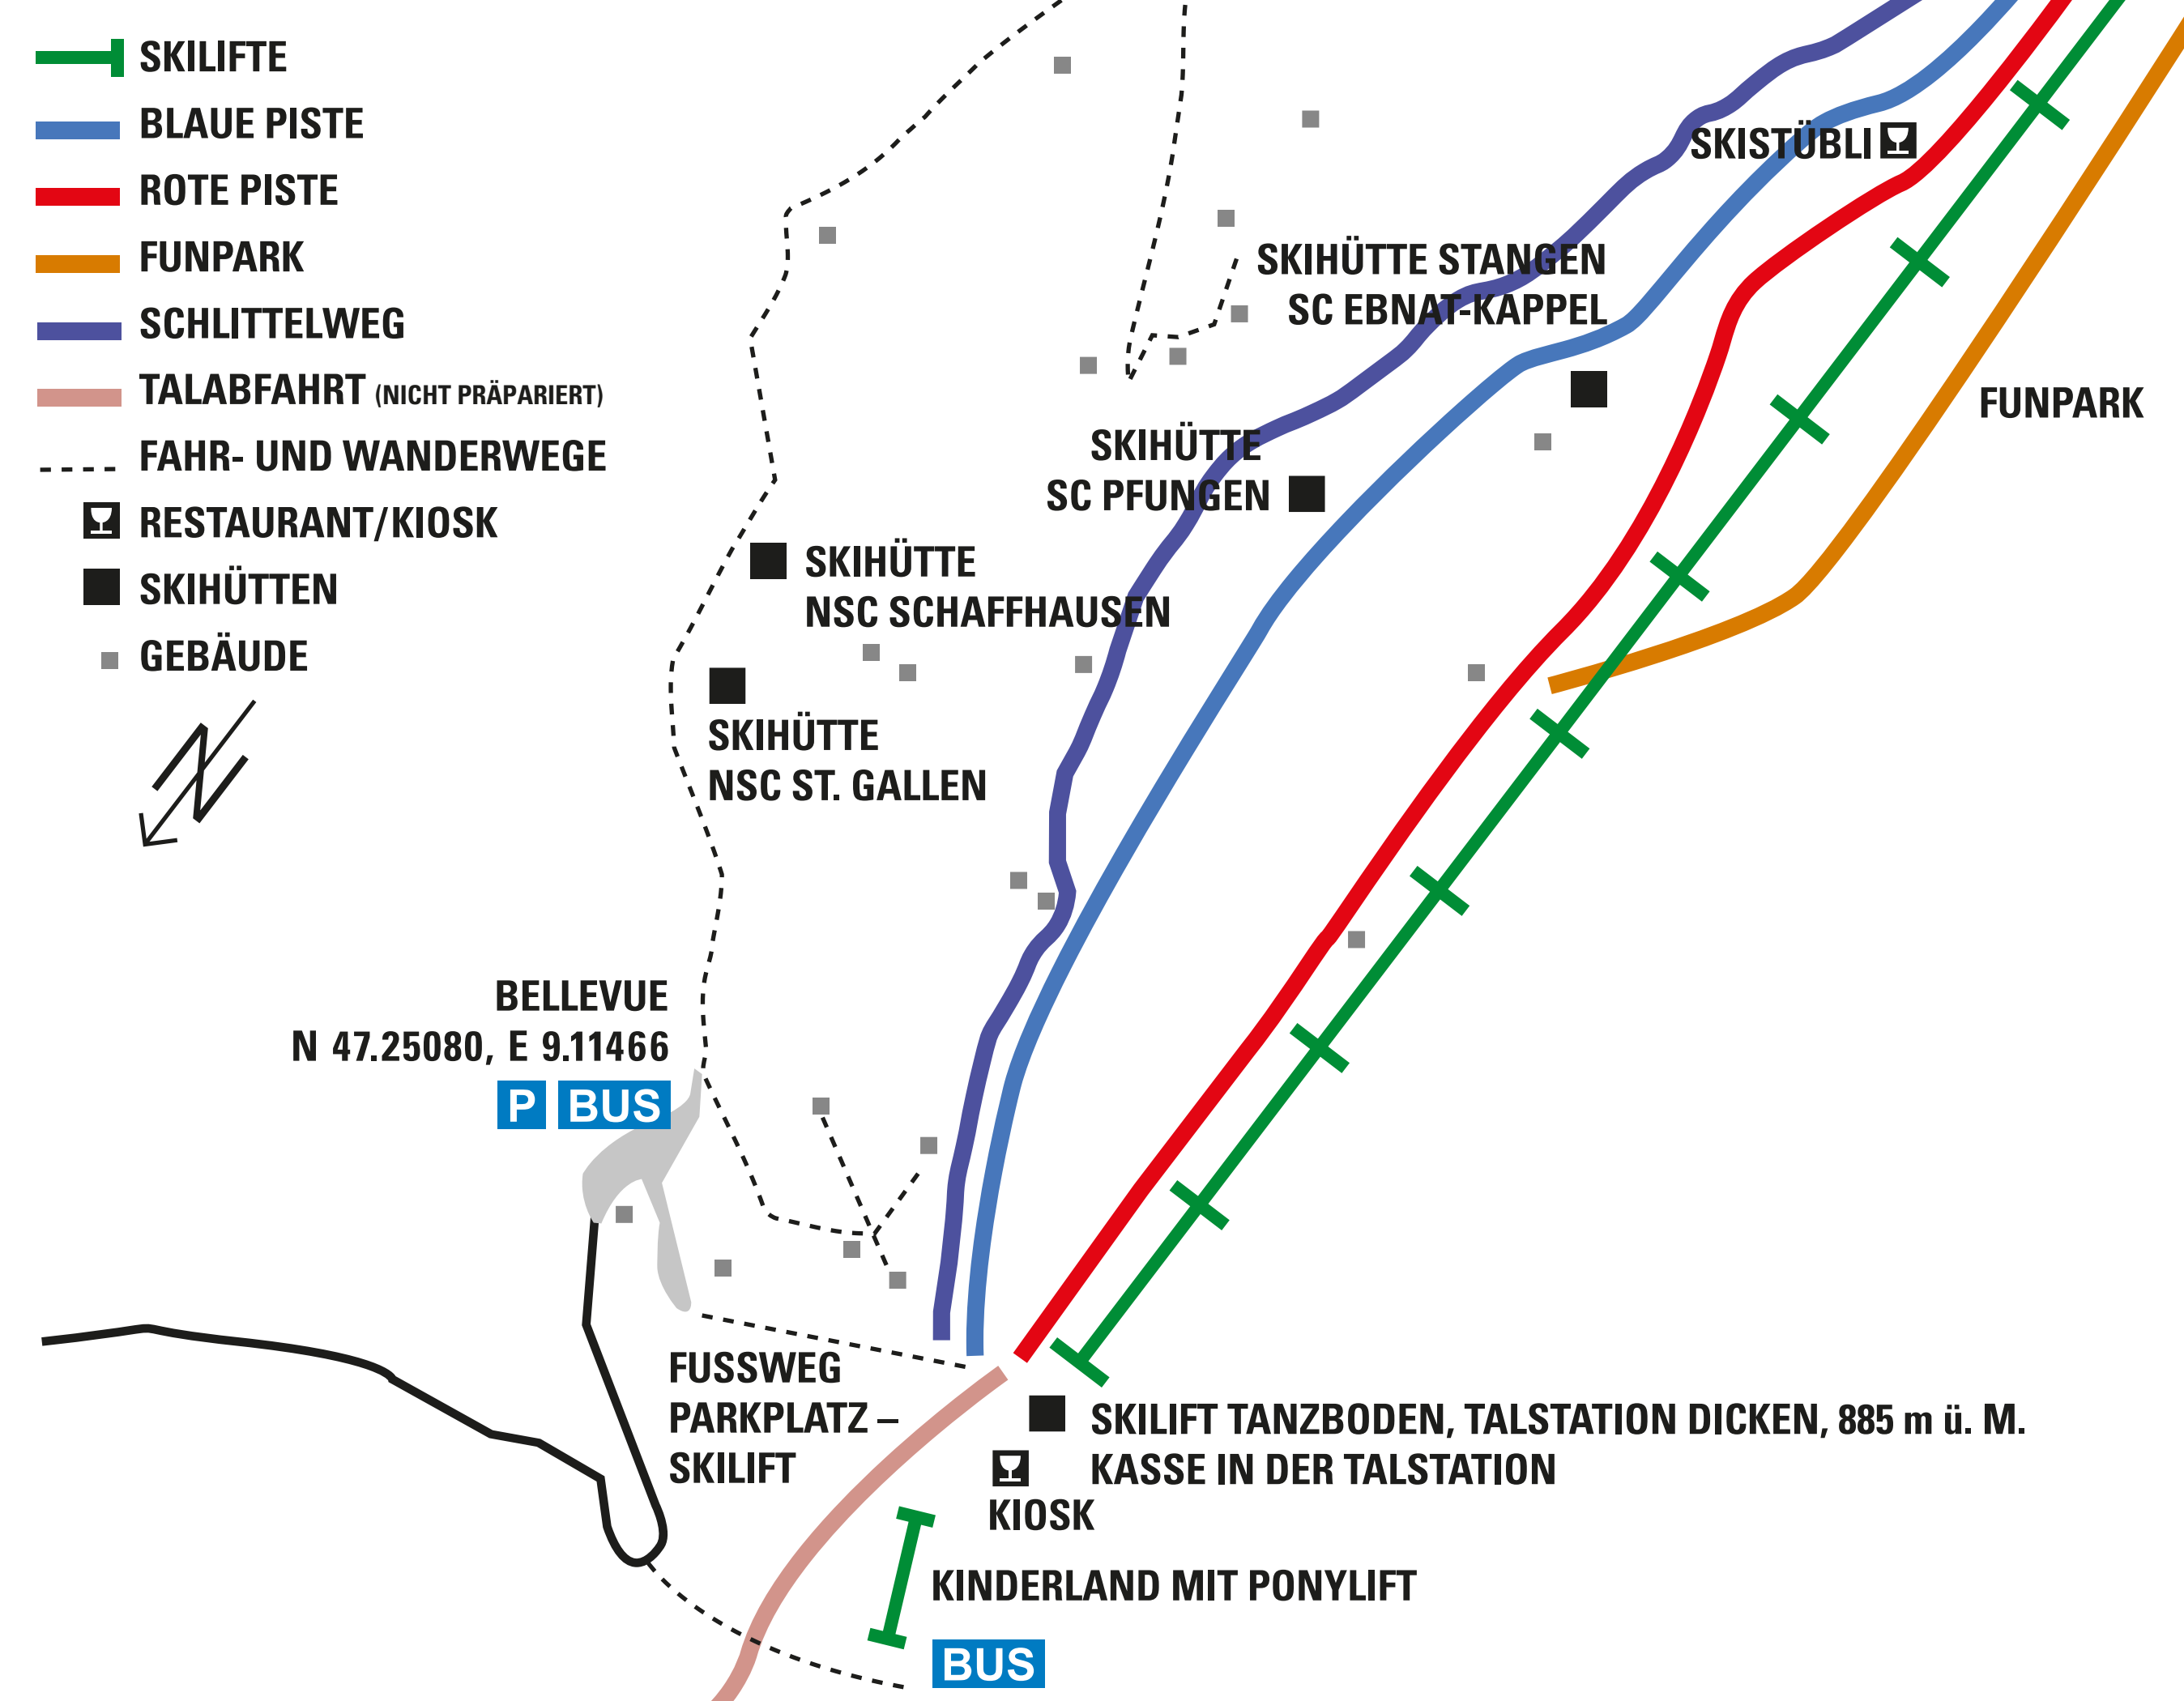 SKILIFTE
BLAUE PISTE
ROTE PISTE
FUNPARK
SCHLITTELWEG
TALABFAHRT (NICHT PRÄPARIERT)
FAHR- UND WANDERWEGE
RESTAURANT/KIOSK
SKIHÜTTEN
GEBÄUDE
N
SKISTÜBLI
SKIHÜTTE STANGEN
SC EBNAT-KAPPEL
FUNPARK
SKIHÜTTE
SC PFUNGEN
SKIHÜTTE
NSC SCHAFFHAUSEN
SKIHÜTTE
NSC ST. GALLEN
BELLEVUE
N 47.25080, E 9.11466
P BUS
FUSSWEG
PARKPLATZ –
SKILIFT
SKILIFT TANZBODEN, TALSTATION DICKEN, 885 m ü. M.
KASSE IN DER TALSTATION
KIOSK
KINDERLAND MIT PONYLIFT
BUS